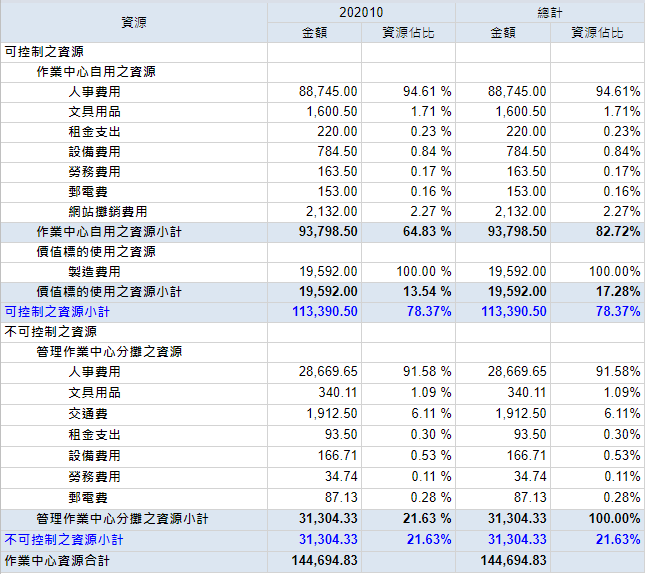 資源 202010 總計
金額 資源佔比 金額 資源佔比
可控制之資源
作業中心自用之資源
人事費用 88,745.00 94.61 % 88,745.00 94.61%
文具用品 1,600.50 1.71 % 1,600.50 1.71%
租金支出 220.00 0.23 % 220.00 0.23%
設備費用 784.50 0.84 % 784.50 0.84%
勞務費用 163.50 0.17 % 163.50 0.17%
郵電費 153.00 0.16 % 153.00 0.16%
網站攤銷費用 2,132.00 2.27 % 2,132.00 2.27%
作業中心自用之資源小計 93,798.50 64.83 % 93,798.50 82.72%
價值標的使用之資源
製造費用 19,592.00 100.00 % 19,592.00 100.00%
價值標的使用之資源小計 19,592.00 13.54 % 19,592.00 17.28%
可控制之資源小計 113,390.50 78.37% 113,390.50 78.37%
不可控制之資源
管理作業中心分攤之資源
人事費用 28,669.65 91.58 % 28,669.65 91.58%
文具用品 340.11 1.09 % 340.11 1.09%
交通費 1,912.50 6.11 % 1,912.50 6.11%
租金支出 93.50 0.30 % 93.50 0.30%
設備費用 166.71 0.53 % 166.71 0.53%
勞務費用 34.74 0.11 % 34.74 0.11%
郵電費 87.13 0.28 % 87.13 0.28%
管理作業中心分攤之資源小計 31,304.33 21.63 % 31,304.33 100.00%
不可控制之資源小計 31,304.33 21.63% 31,304.33 21.63%
作業中心資源合計 144,694.83 144,694.83